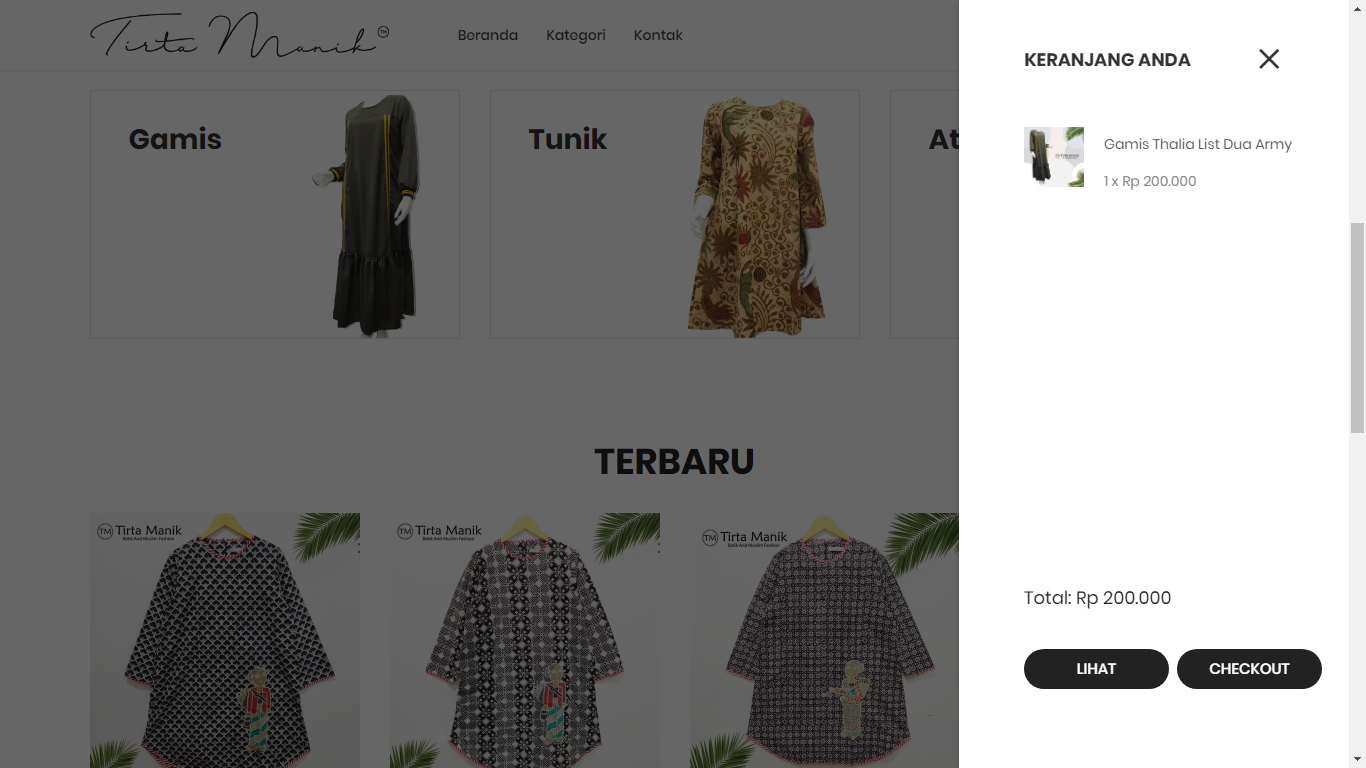 Tirta Manik TM
Beranda
Kategori
Kontak
KERANJANG ANDA
Gamis
Tunik
At
Gamis Thalia List Dua Army
1 x Rp 200.000
TERBARU
TM Tirta Manik
Batik And Muslim Fashion
TM Tirta Manik
Batik And Muslim Fashion
TM Tirta Manik
Batik And Muslim Fashion
Total: Rp 200.000
LIHAT
CHECKOUT